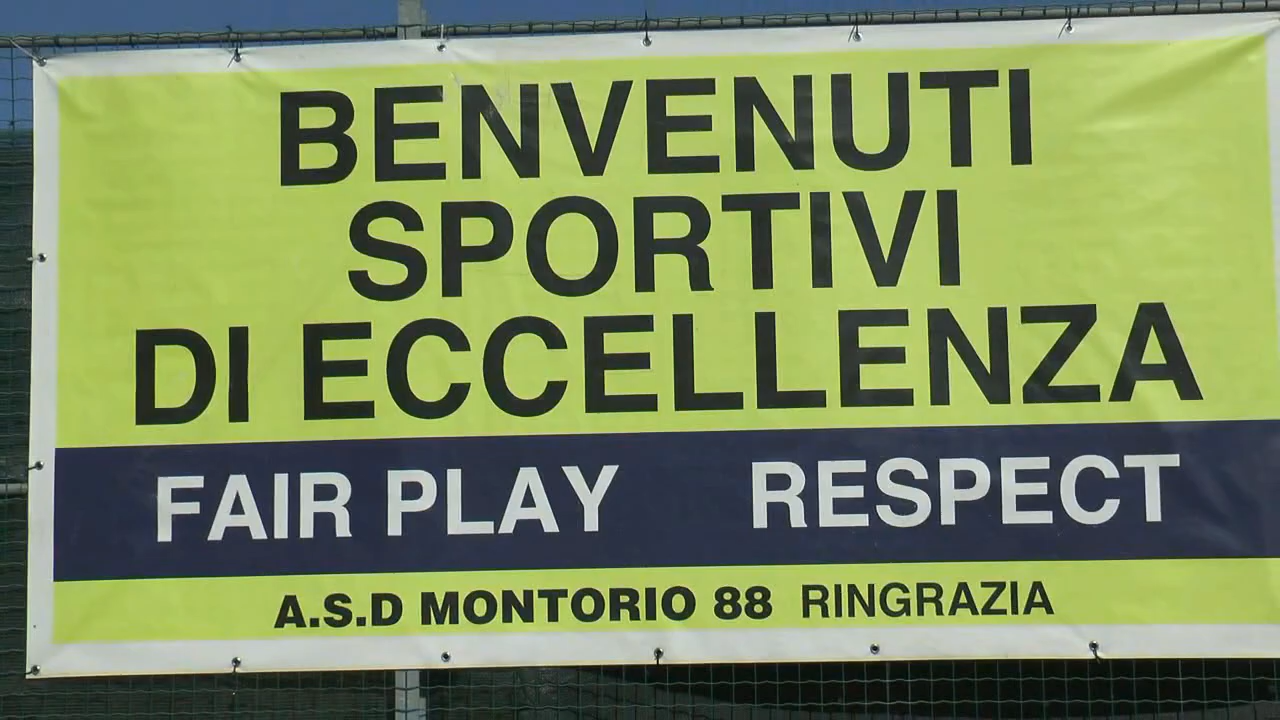 BENVENUTI
SPORTIVI
DI ECCELLENZA
FAIR PLAY RESPECT
A.S.D MONTORIO 88 RINGRAZIA